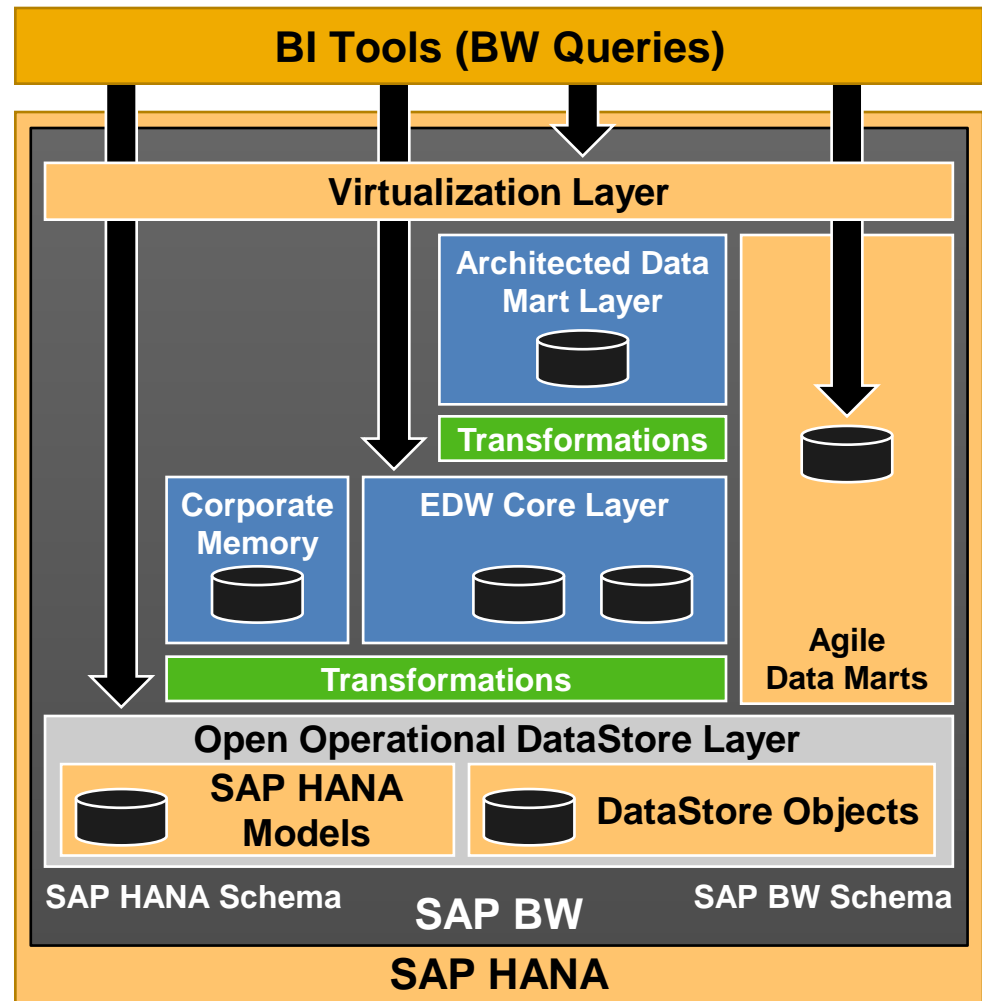 BI Tools (BW Queries)
Virtualization Layer
Architected Data
Mart Layer
Transformations
Corporate
Memory
EDW Core Layer
Agile
Data Marts
Transformations
Open Operational DataStore Layer
SAP HANA
Models
DataStore Objects
SAP HANA Schema
SAP BW Schema
SAP BW
SAP HANA